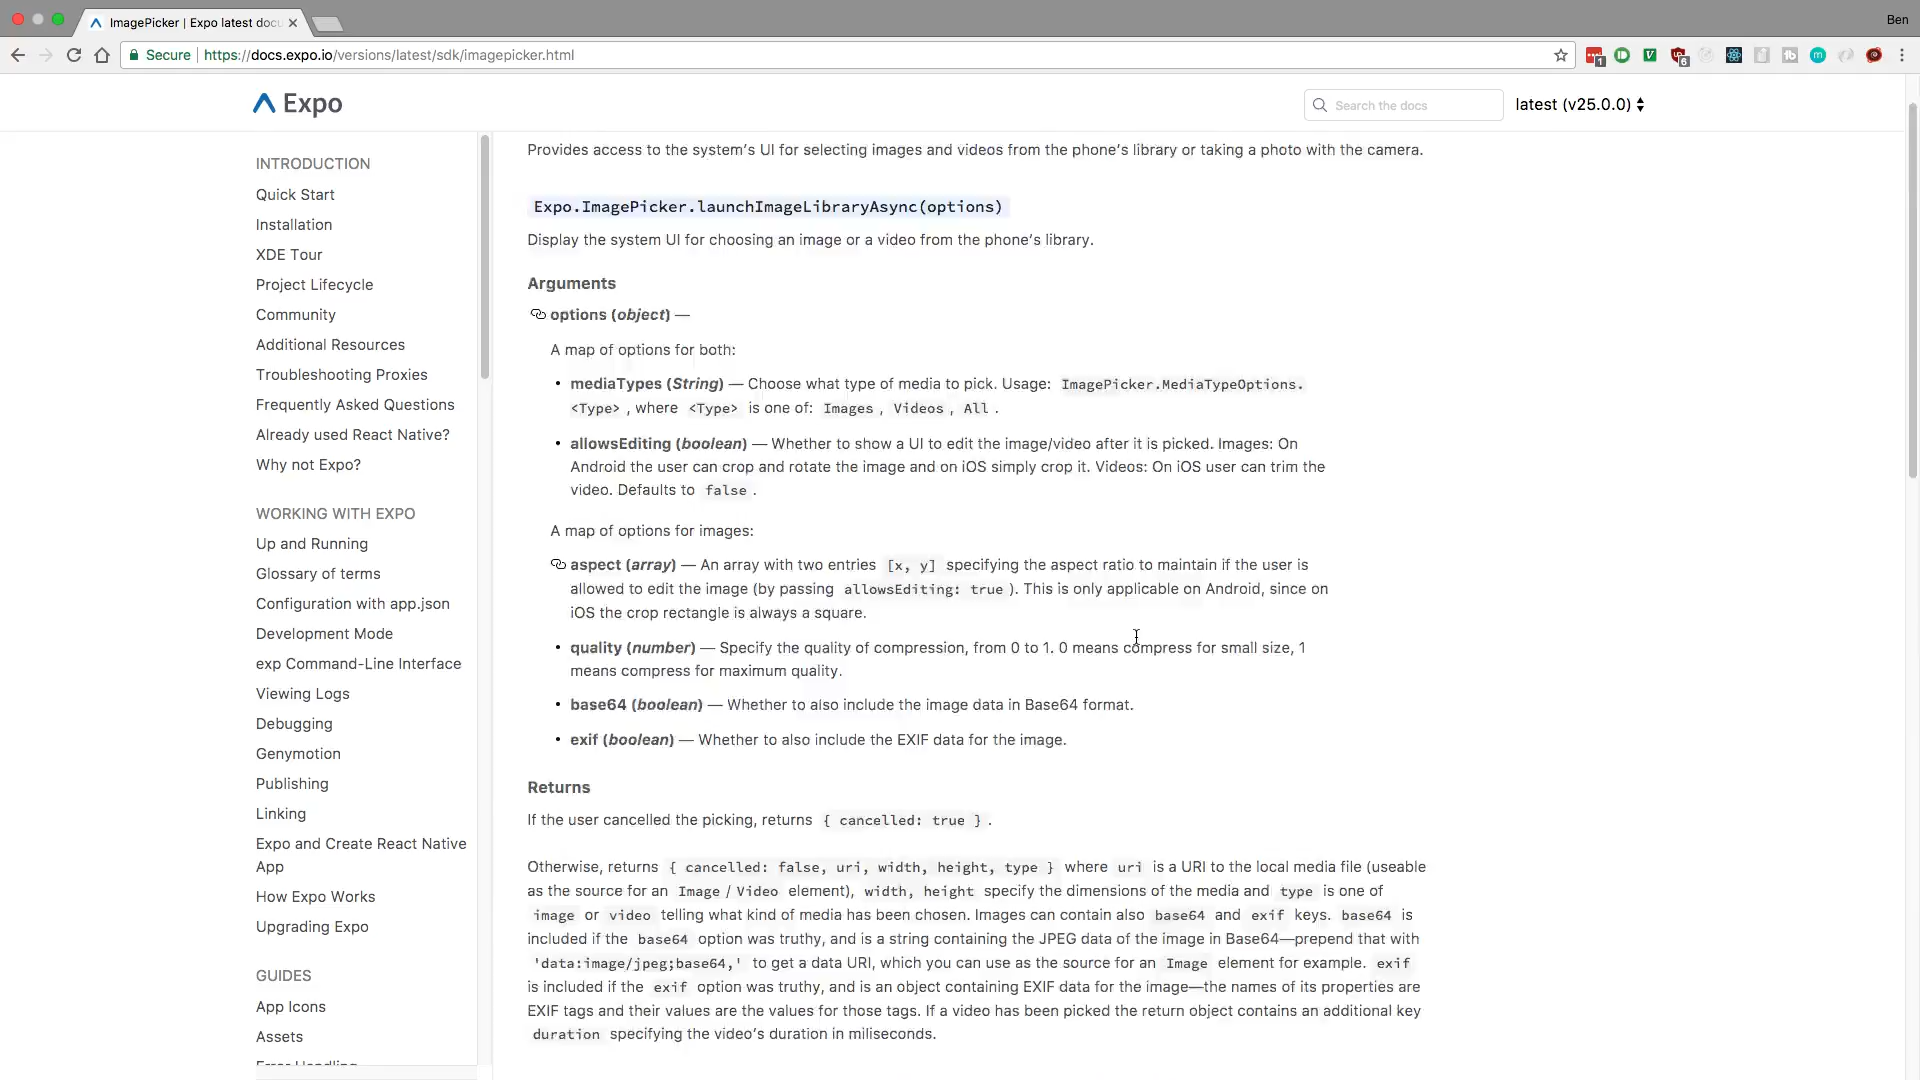 ImagePicker | Expo latest docu
Ben
Secure
https://docs.expo.io/versions/latest/sdk/imagepicker.html
1
6
Expo
Search the docs
latest (v25.0.0)
INTRODUCTION
Quick Start
Installation
XDE Tour
Project Lifecycle
Community
Additional Resources
Troubleshooting Proxies
Frequently Asked Questions
Already used React Native?
Why not Expo?
WORKING WITH EXPO
Up and Running
Glossary of terms
Configuration with app.json
Development Mode
exp Command-Line Interface
Viewing Logs
Debugging
Genymotion
Publishing
Linking
Expo and Create React Native
App
How Expo Works
Upgrading Expo
GUIDES
App Icons
Assets
Error Handling
Provides access to the system’s UI for selecting images and videos from the phone’s library or taking a photo with the camera.
Expo.ImagePicker.launchImageLibraryAsync(options)
Display the system UI for choosing an image or a video from the phone’s library.
Arguments
options (object) —
A map of options for both:
• mediaTypes (String) — Choose what type of media to pick. Usage: ImagePicker.MediaTypeOptions.
<Type> , where <Type> is one of: Images , Videos , All .
• allowsEditing (boolean) — Whether to show a UI to edit the image/video after it is picked. Images: On
Android the user can crop and rotate the image and on iOS simply crop it. Videos: On iOS user can trim the
video. Defaults to false .
A map of options for images:
aspect (array) — An array with two entries [x, y] specifying the aspect ratio to maintain if the user is
allowed to edit the image (by passing allowsEditing: true ). This is only applicable on Android, since on
iOS the crop rectangle is always a square.
• quality (number) — Specify the quality of compression, from 0 to 1. 0 means compress for small size, 1
means compress for maximum quality.
• base64 (boolean) — Whether to also include the image data in Base64 format.
• exif (boolean) — Whether to also include the EXIF data for the image.
Returns
If the user cancelled the picking, returns { cancelled: true } .
Otherwise, returns { cancelled: false, uri, width, height, type } where uri is a URI to the local media file (useable
as the source for an Image / Video element), width, height specify the dimensions of the media and type is one of
image or video telling what kind of media has been chosen. Images can contain also base64 and exif keys. base64 is
included if the base64 option was truthy, and is a string containing the JPEG data of the image in Base64—prepend that with
'data:image/jpeg;base64,' to get a data URI, which you can use as the source for an Image element for example. exif
is included if the exif option was truthy, and is an object containing EXIF data for the image—the names of its properties are
EXIF tags and their values are the values for those tags. If a video has been picked the return object contains an additional key
duration specifying the video’s duration in miliseconds.